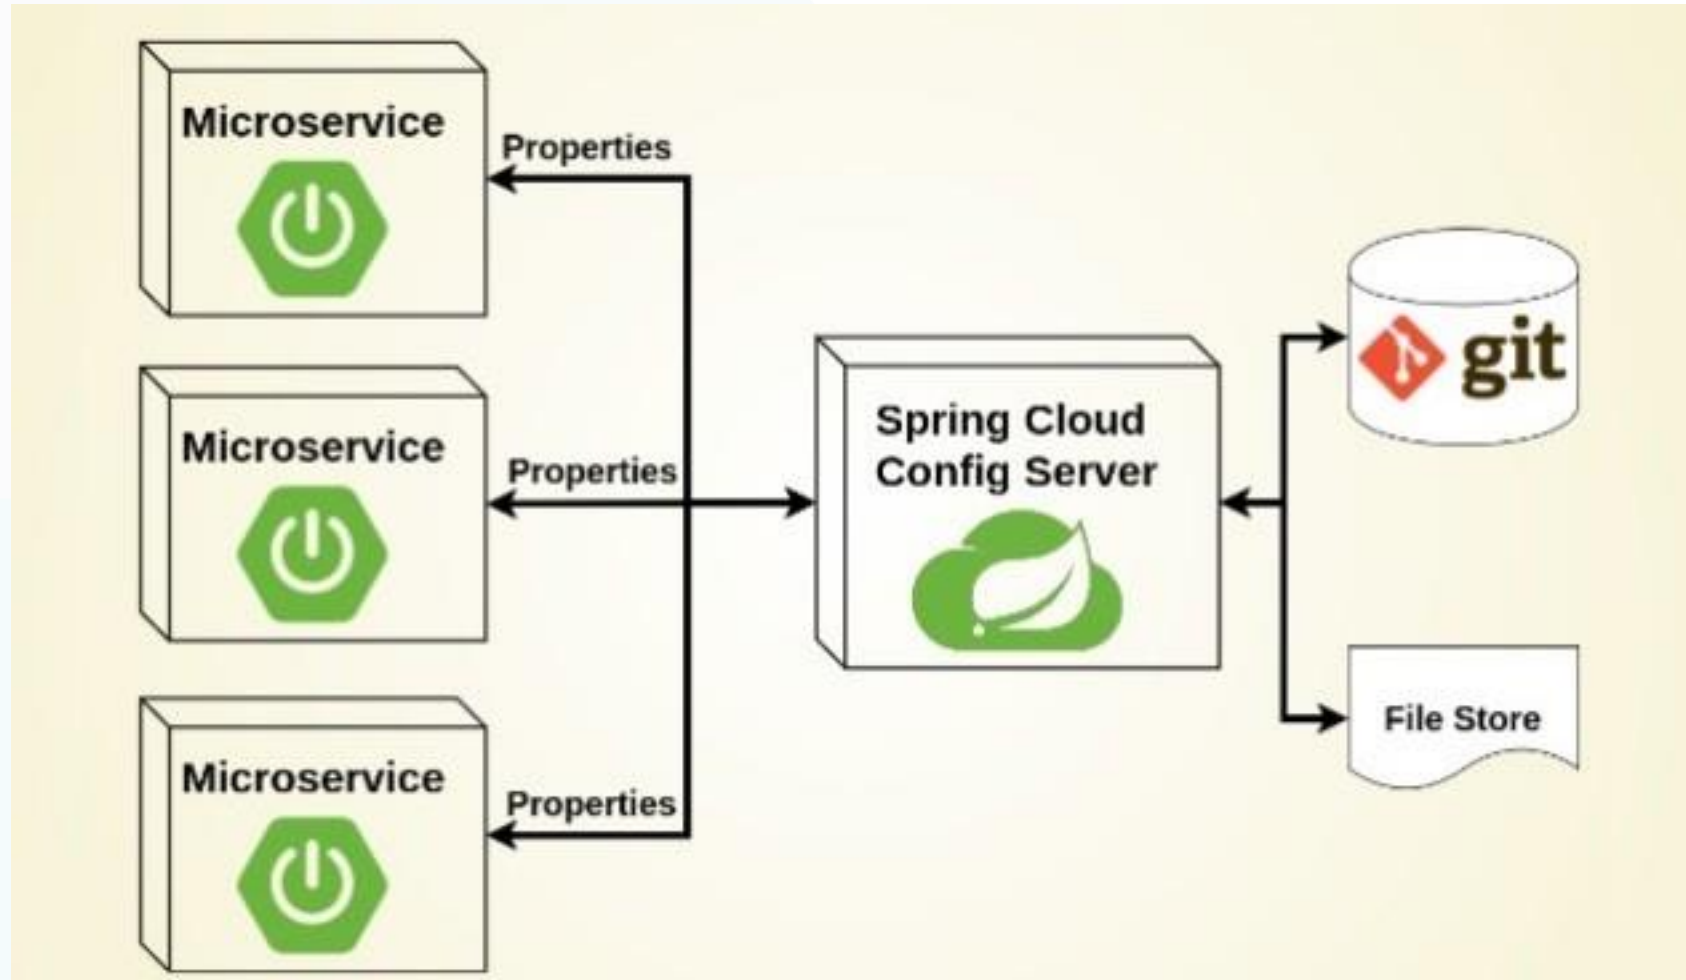 Microservice
Properties
Microservice
Properties
Microservice
Properties
Spring Cloud
Config Server
git
File Store